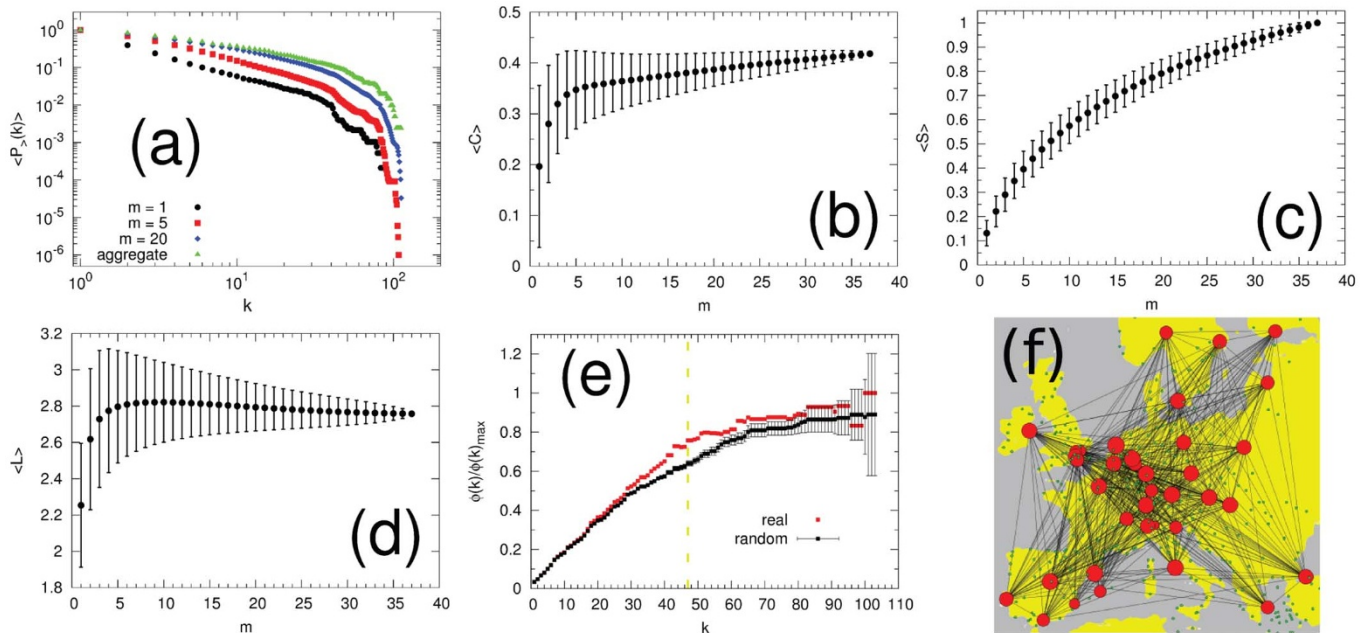 (a)
<P>(k)>
10^0
10^-1
10^-2
10^-3
10^-4
10^-5
10^-6
m = 1
m = 5
m = 20
aggregate
10^0 10^1 10^2
k
(b)
<C>
0.5
0.4
0.3
0.2
0.1
0
0 5 10 15 20 25 30 35 40
m
(c)
<S>
1
0.9
0.8
0.7
0.6
0.5
0.4
0.3
0.2
0.1
0 5 10 15 20 25 30 35 40
m
(d)
<L>
3.2
3
2.8
2.6
2.4
2.2
2
1.8
0 5 10 15 20 25 30 35 40
m
(e)
ϕ(k)/ϕ(k)max
1.2
1
0.8
0.6
0.4
0.2
0
real
random
0 10 20 30 40 50 60 70 80 90 100 110
k
(f)